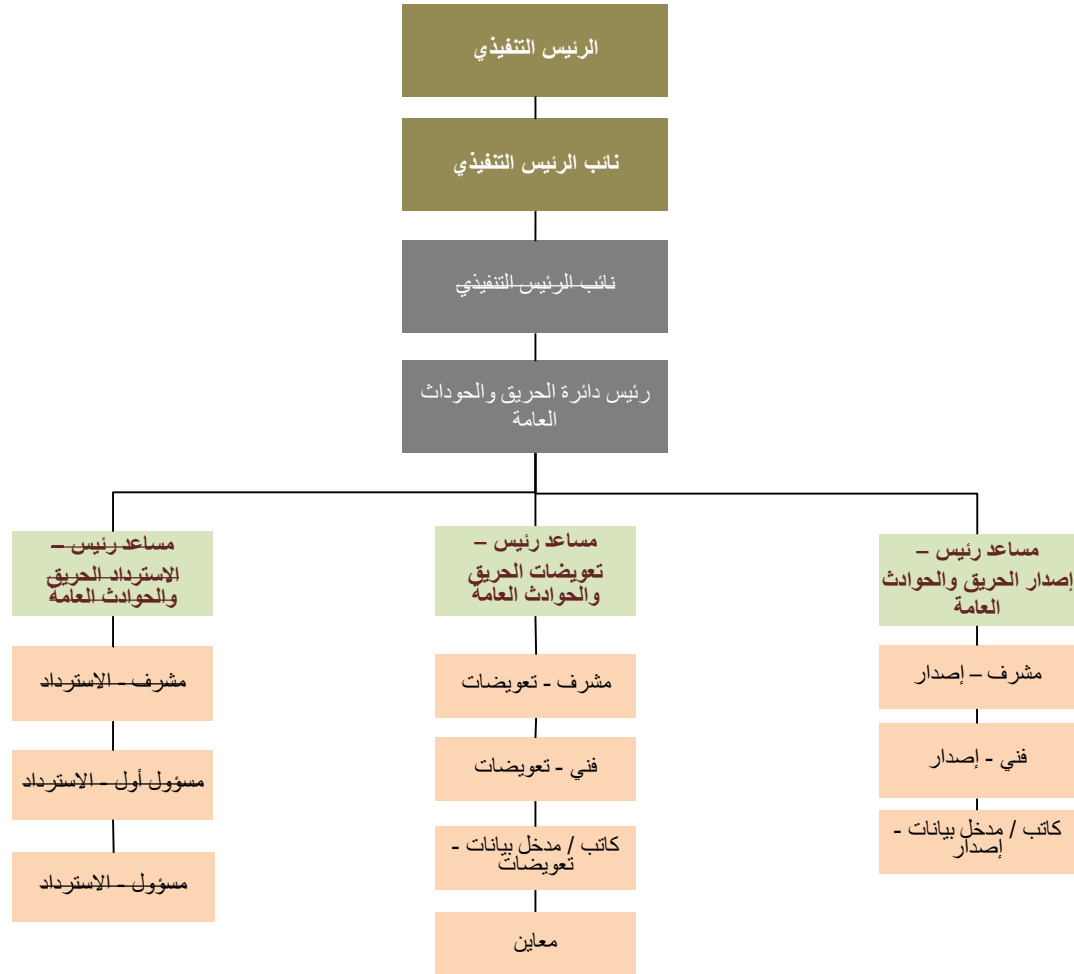 الرئيس التنفيذي
نائب الرئيس التنفيذي
نائب الرئيس التنفيذي
رئيس دائرة الحريق والحوداث
العامة
مساعد رئيس –
إصدار الحريق والحوادث
العامة
مشرف – إصدار
فني - إصدار
كاتب / مدخل بيانات -
إصدار
مساعد رئيس –
تعويضات الحريق
والحوادث العامة
مشرف - تعويضات
فني - تعويضات
كاتب / مدخل بيانات -
تعويضات
معاين
مساعد رئيس –
الاسترداد الحريق
والحوادث العامة
مشرف - الاسترداد
مسؤول أول - الاسترداد
مسؤول - الاسترداد